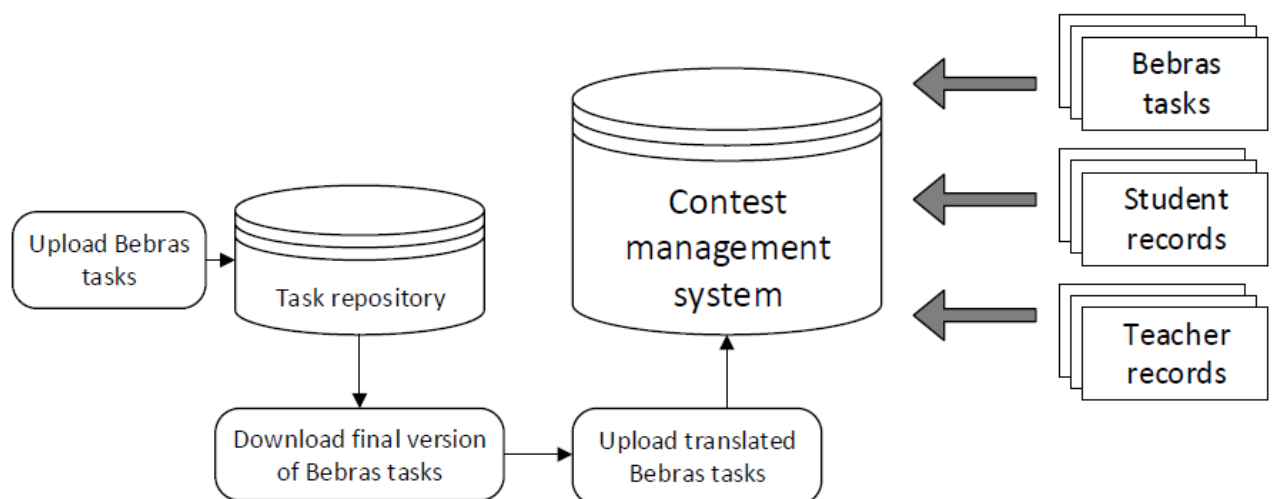 Upload Bebras
tasks
Task repository
Download final version
of Bebras tasks
Upload translated
Bebras tasks
Contest
management
system
Bebras
tasks
Student
records
Teacher
records